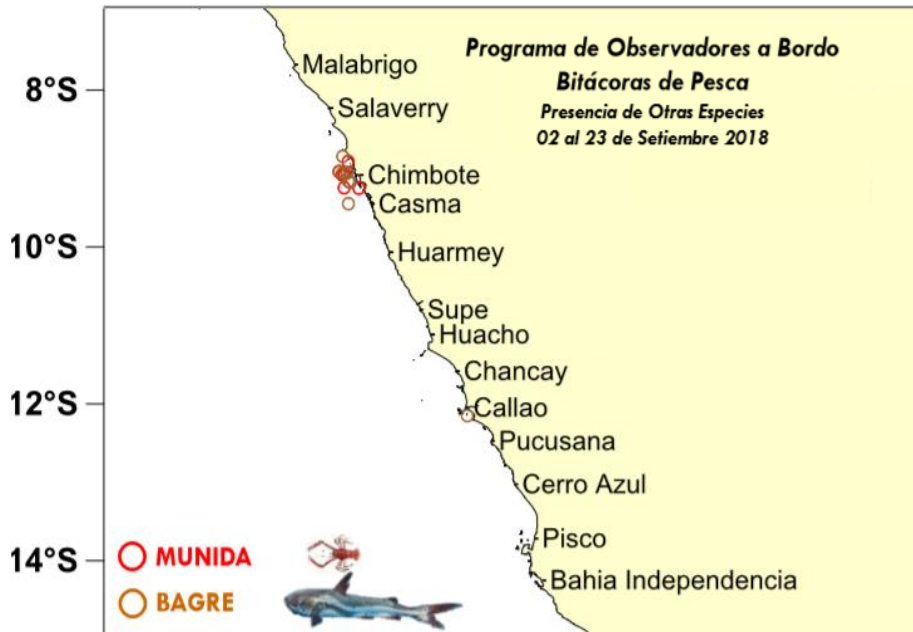 Programa de Observadores a Bordo
Bitácoras de Pesca
Presencia de Otras Especies
02 al 23 de Setiembre 2018
Malabrigo
8°S
Salaverry
Chimbote
Casma
10°S
Huarmey
Supe
Huacho
Chancay
12°S
Callao
Pucusana
Cerro Azul
Pisco
14°S
Bahia Independencia
MUNIDA
BAGRE